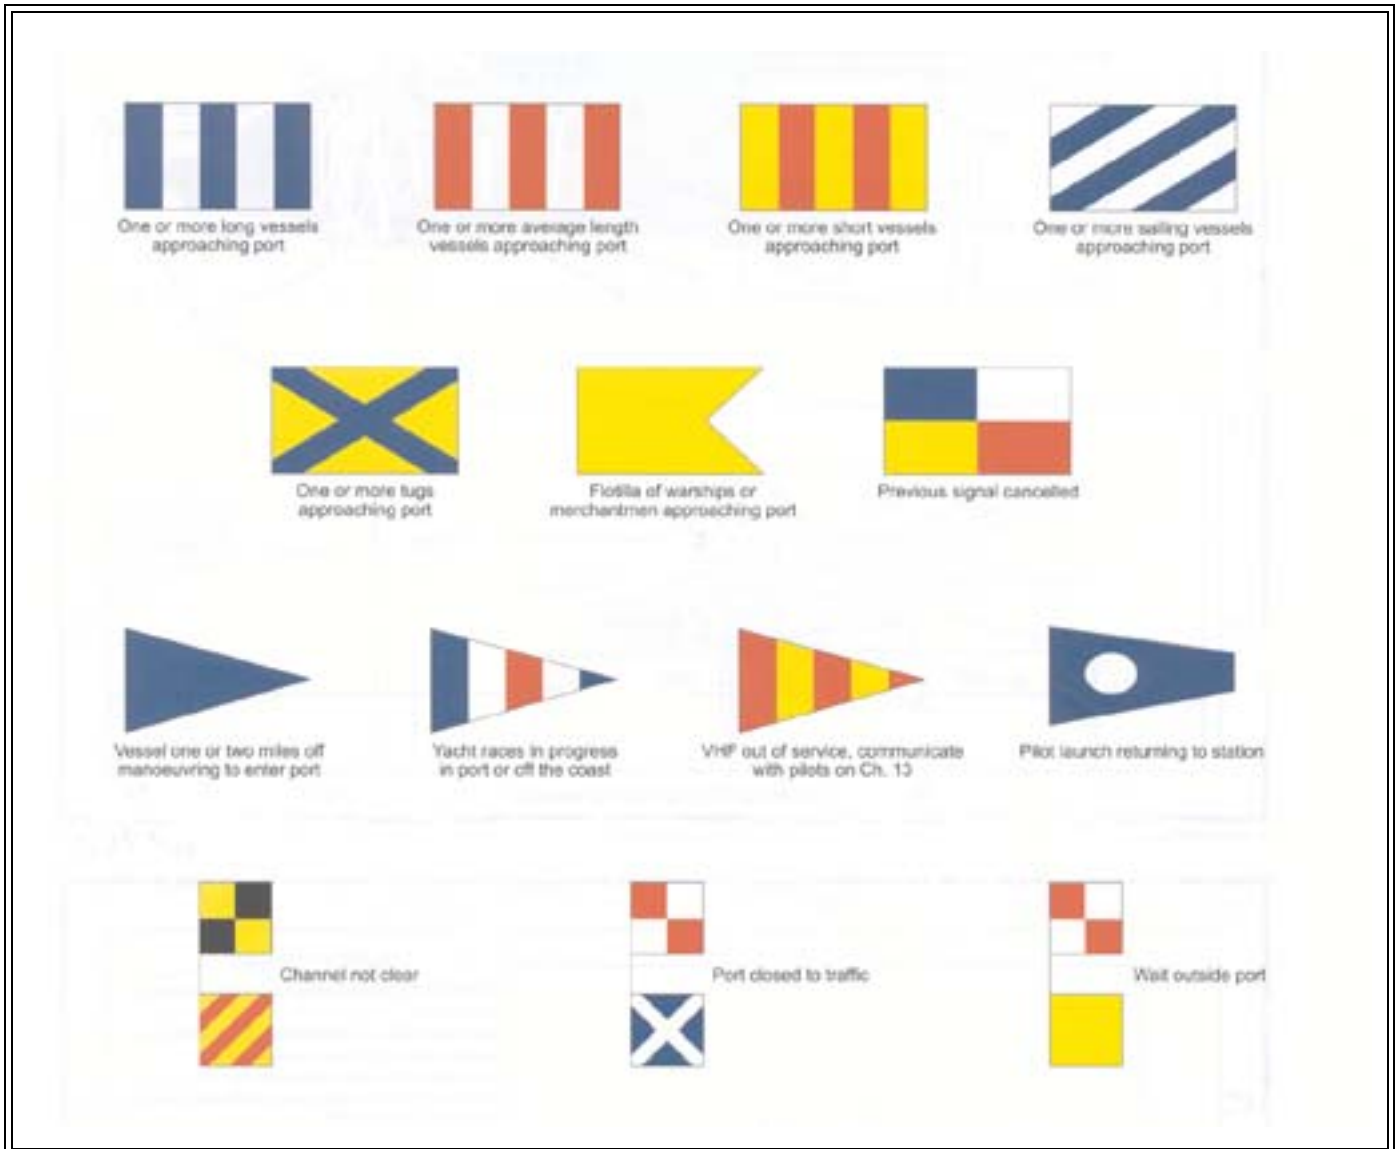 One or more long vessels
approaching port
One or more average length
vessels approaching port
One or more short vessels
approaching port
One or more sailing vessels
approaching port
One or more tugs
approaching port
Flotilla of warships or
merchantmen approaching port
Previous signal cancelled
Vessel one or two miles off
manoeuvring to enter port
Yacht races in progress
in port or off the coast
VHF out of service, communicate
with pilots on Ch. 13
Pilot launch returning to station
Channel not clear
Port closed to traffic
Wait outside port